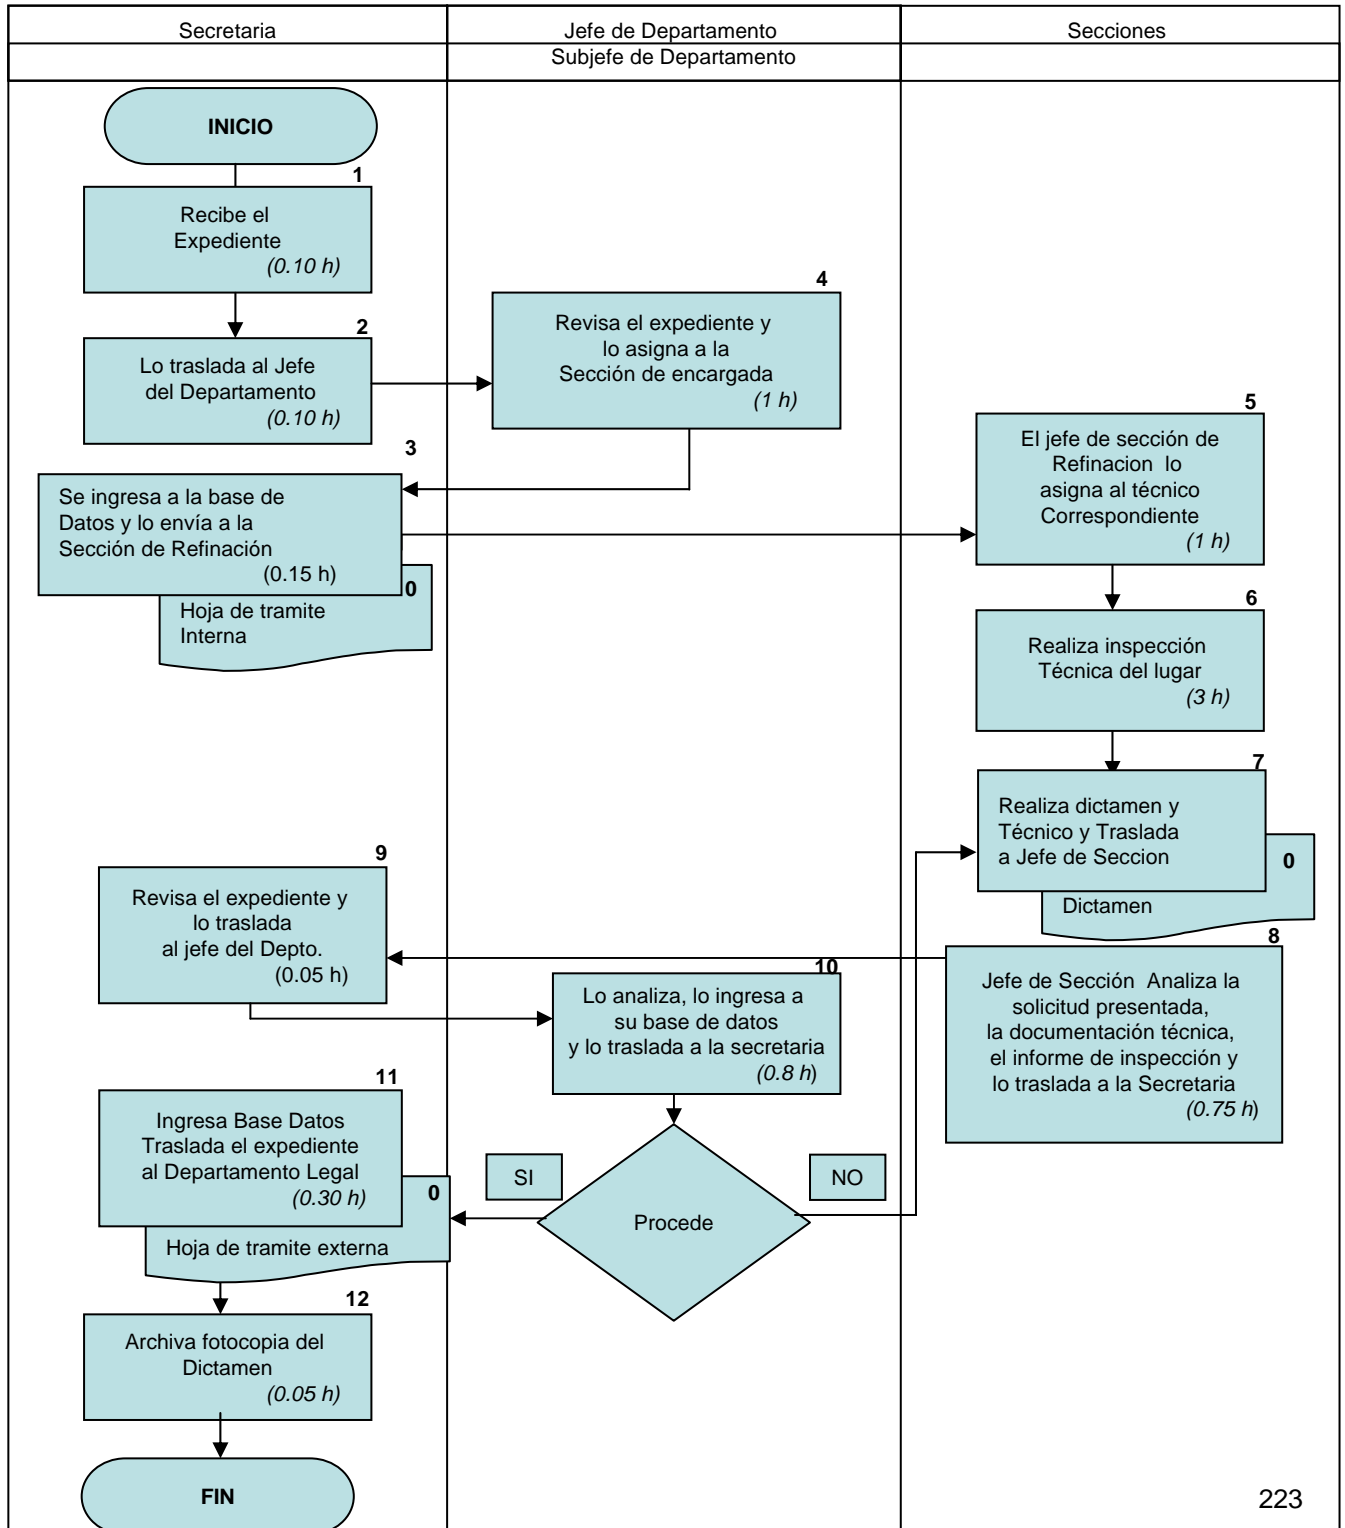 Secretaria
Jefe de Departamento
Secciones
Subjefe de Departamento
INICIO
1
Recibe el
Expediente
(0.10 h)
2
Lo traslada al Jefe
del Departamento
(0.10 h)
4
Revisa el expediente y
lo asigna a la
Sección de encargada
(1 h)
3
Se ingresa a la base de
Datos y lo envía a la
Sección de Refinación
(0.15 h)
0
Hoja de tramite
Interna
5
El jefe de sección de
Refinacion lo
asigna al técnico
Correspondiente
(1 h)
6
Realiza inspección
Técnica del lugar
(3 h)
7
Realiza dictamen y
Técnico y Traslada
a Jefe de Seccion
0
Dictamen
8
Jefe de Sección Analiza la
solicitud presentada,
la documentación técnica,
el informe de inspección y
lo traslada a la Secretaria
(0.75 h)
9
Revisa el expediente y
lo traslada
al jefe del Depto.
(0.05 h)
10
Lo analiza, lo ingresa a
su base de datos
y lo traslada a la secretaria
(0.8 h)
Procede
SI
NO
11
Ingresa Base Datos
Traslada el expediente
al Departamento Legal
(0.30 h)
0
Hoja de tramite externa
12
Archiva fotocopia del
Dictamen
(0.05 h)
FIN
223